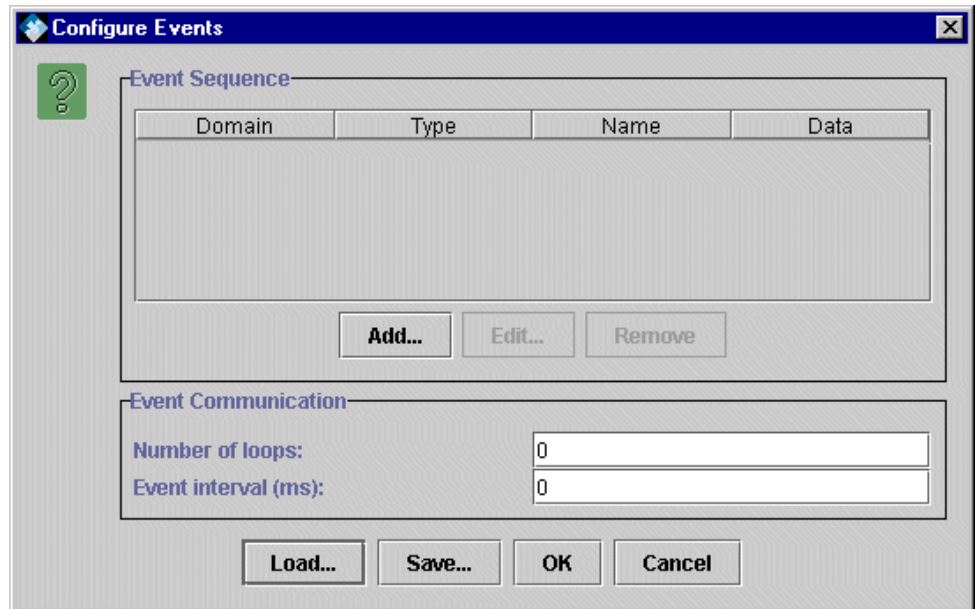 Configure Events
Event Sequence
Domain Type Name Data
Add... Edit... Remove
Event Communication
Number of loops: 0
Event interval (ms): 0
Load... Save... OK Cancel